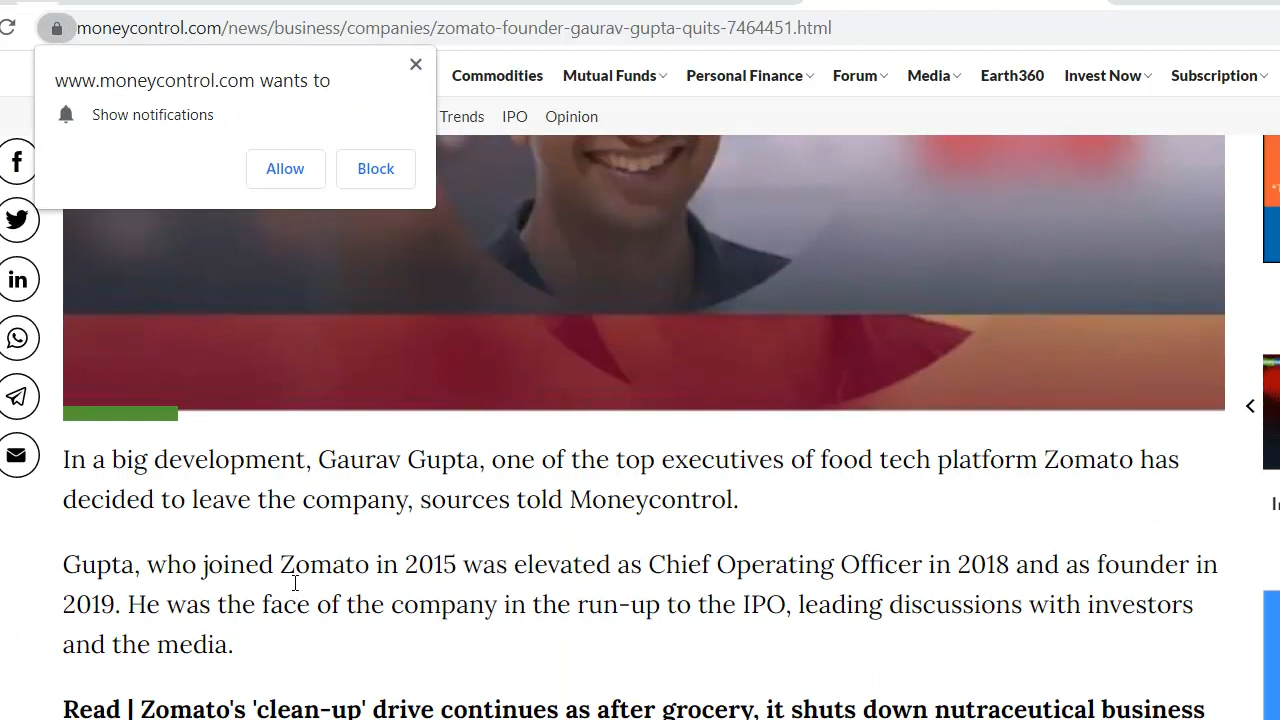 moneycontrol.com/news/business/companies/zomato-founder-gaurav-gupta-quits-7464451.html
www.moneycontrol.com wants to
Show notifications
Allow Block
Commodities Mutual Funds Personal Finance Forum Media Earth360 Invest Now Subscription
Trends IPO Opinion
In a big development, Gaurav Gupta, one of the top executives of food tech platform Zomato has
decided to leave the company, sources told Moneycontrol.
Gupta, who joined Zomato in 2015 was elevated as Chief Operating Officer in 2018 and as founder in
2019. He was the face of the company in the run-up to the IPO, leading discussions with investors
and the media.
Read | Zomato's 'clean-up' drive continues as after grocery, it shuts down nutraceutical business